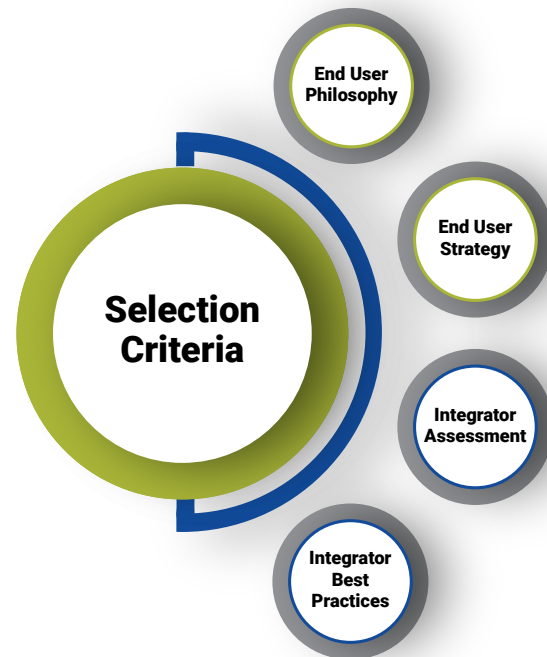 End User
Philosophy
End User
Strategy
Selection
Criteria
Integrator
Assessment
Integrator
Best
Practices